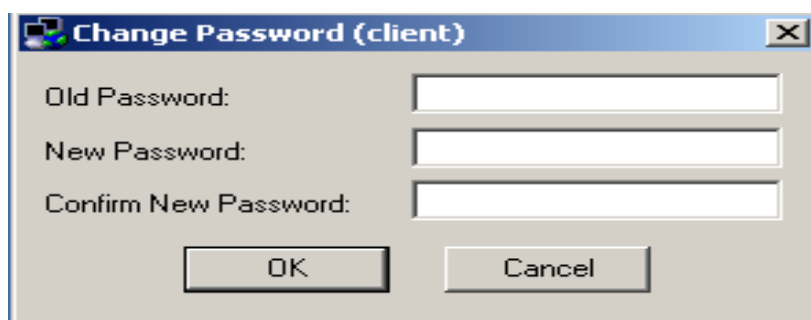 Change Password (client)
Old Password:
New Password:
Confirm New Password:
OK Cancel